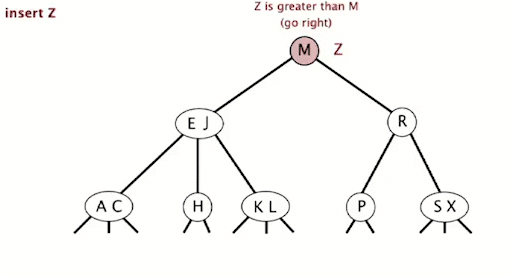 insert Z
Z is greater than M
(go right)
M Z
E J
R
A C
H
K L
P
S X